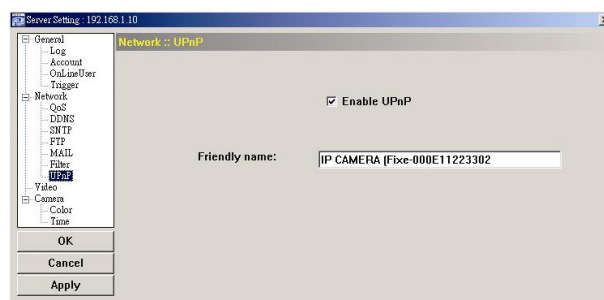 Server Setting : 192.168.1.10
General
Log
Account
OnLineUser
Trigger
Network
QoS
DDNS
SNTP
FTP
MAIL
Filter
UPnP
Video
Camera
Color
Time
OK
Cancel
Apply
Network :: UPnP
Enable UPnP
Friendly name:
IP CAMERA (Fixe-000E11223302